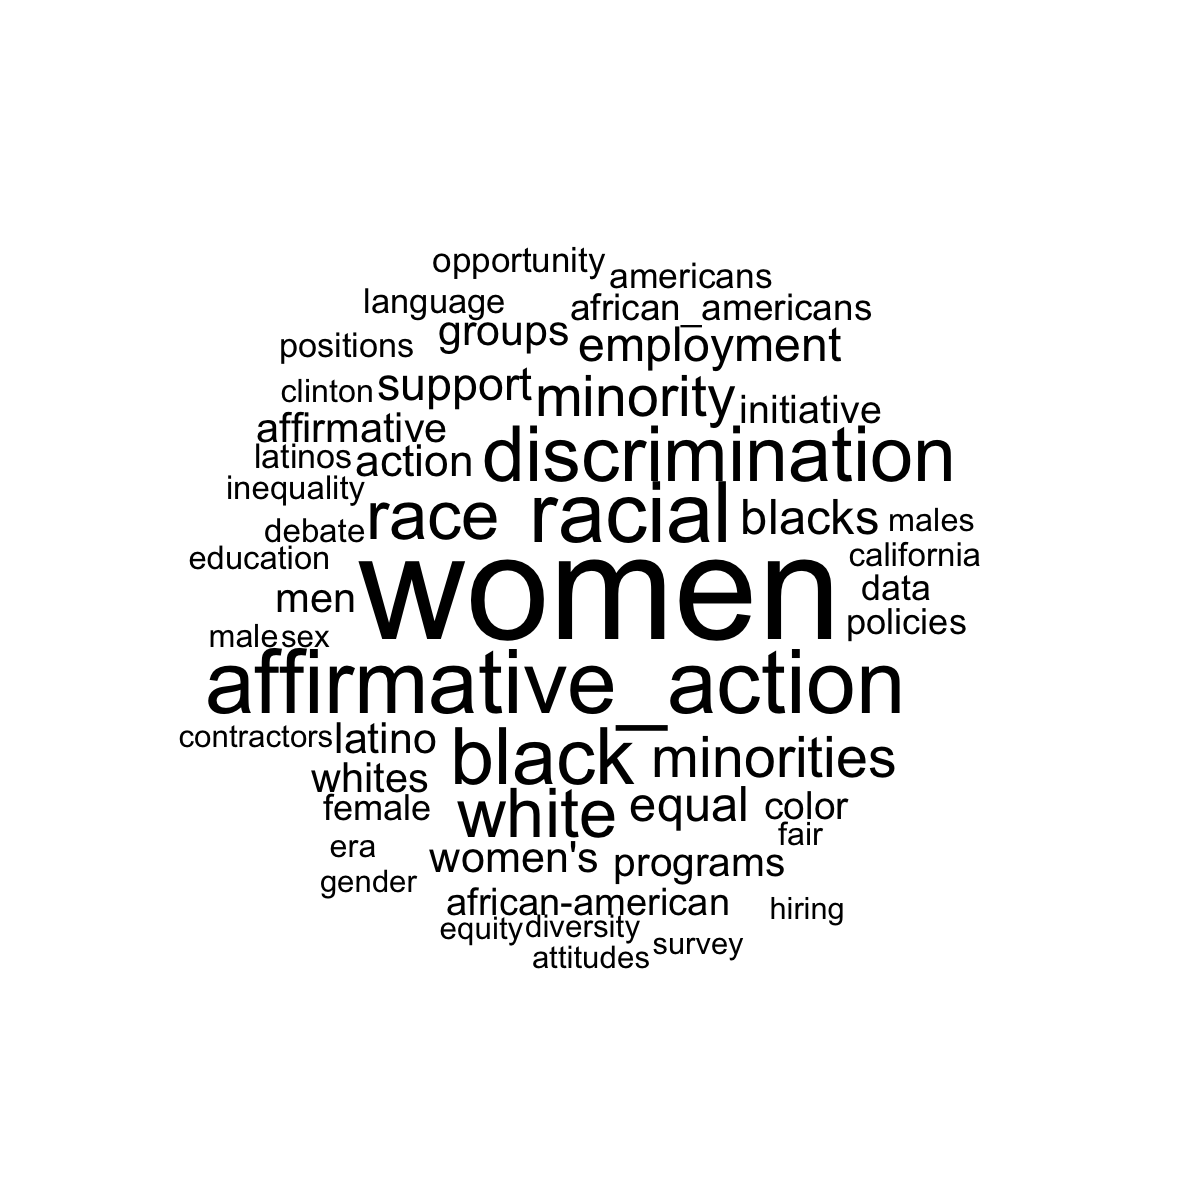 opportunity
americans
language
african_americans
groups
employment
positions
clinton
support
minority
initiative
affirmative
discrimination
latinos
action
inequality
race
racial
blacks
males
debate
education
california
men
women
data
policies
male
sex
affirmative_action
contractors
latino
black
minorities
whites
female
white
equal
color
fair
era
women's
programs
gender
african-american
hiring
equity
diversity
survey
attitudes